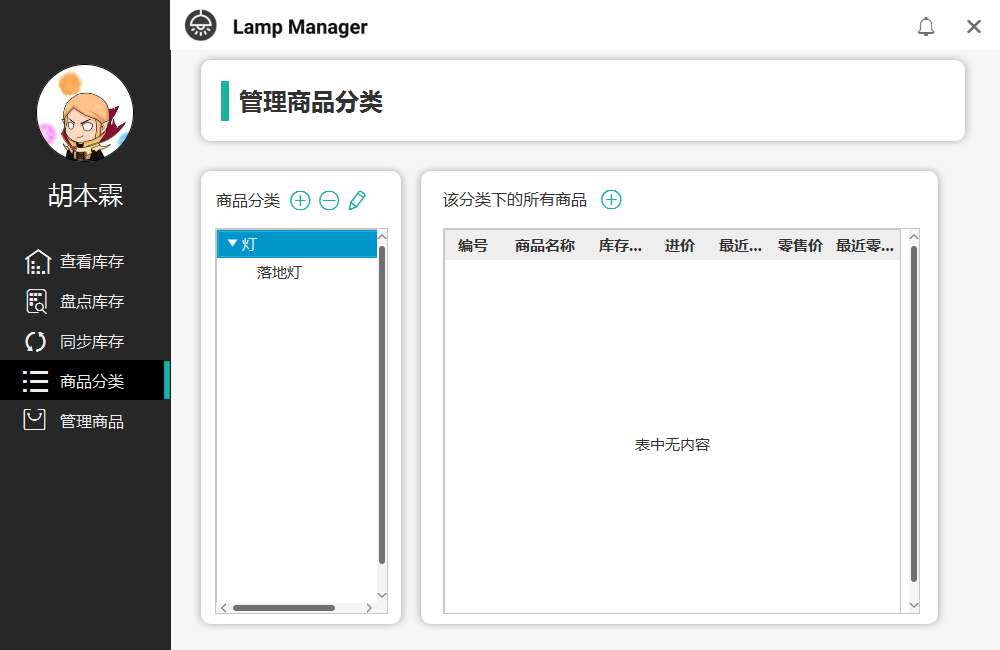 Lamp Manager
胡本霖
查看库存
盘点库存
同步库存
商品分类
管理商品
管理商品分类
商品分类
灯
落地灯
该分类下的所有商品
编号 商品名称 库存... 进价 最近... 零售价 最近零...
表中无内容